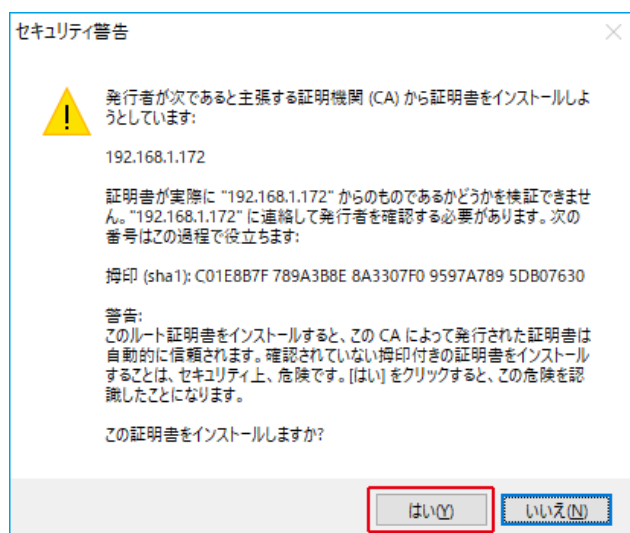 セキュリティ警告
発行者が次であると主張する証明機関 (CA) から証明書をインストールしよ
うとしています:
192.168.1.172
証明書が実際に "192.168.1.172" からのものであるかどうかを検証できませ
ん。"192.168.1.172" に連絡して発行者を確認する必要があります。次の
番号はこの過程で役立ちます:
拇印 (sha1): C01E8B7F 789A3B8E 8A3307F0 9597A789 5DB07630
警告:
このルート証明書をインストールすると、この CA によって発行された証明書は
自動的に信頼されます。確認されていない拇印付きの証明書をインストール
することは、セキュリティ上、危険です。[はい] をクリックすると、この危険を認
識したことになります。
この証明書をインストールしますか?
はい(Y) いいえ(N)